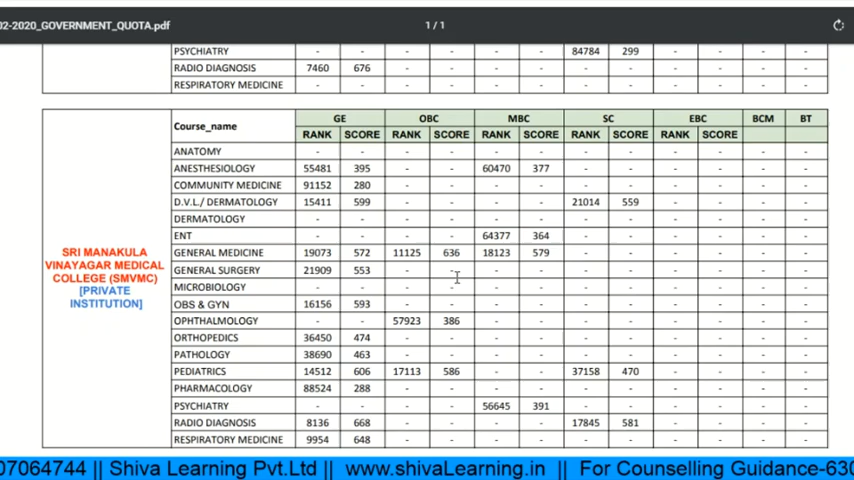 02-2020_GOVERNMENT_QUOTA.pdf 1 / 1
PSYCHIATRY - - - - - - 84784 299 - - - -
RADIO DIAGNOSIS 7460 676 - - - - - - - - - -
RESPIRATORY MEDICINE - - - - - - - - - - - -
SRI MANAKULA
VINAYAGAR MEDICAL
COLLEGE (SMVMC)
[PRIVATE
INSTITUTION]
Course_name GE OBC MBC SC EBC BCM BT
RANK SCORE RANK SCORE RANK SCORE RANK SCORE RANK SCORE
ANATOMY - - - - - - - - - - - -
ANESTHESIOLOGY 55481 395 - - 60470 377 - - - - - -
COMMUNITY MEDICINE 91152 280 - - - - - - - - - -
D.V.L./ DERMATOLOGY 15411 599 - - - - 21014 559 - - - -
DERMATOLOGY - - - - - - - - - - - -
ENT - - - - 64377 364 - - - - - -
GENERAL MEDICINE 19073 572 11125 636 18123 579 - - - - - -
GENERAL SURGERY 21909 553 - - - - - - - - - -
MICROBIOLOGY - - - - - - - - - - - -
OBS & GYN 16156 593 - - - - - - - - - -
OPHTHALMOLOGY - - 57923 386 - - - - - - - -
ORTHOPEDICS 36450 474 - - - - - - - - - -
PATHOLOGY 38690 463 - - - - - - - - - -
PEDIATRICS 14512 606 17113 586 - - 37158 470 - - - -
PHARMACOLOGY 88524 288 - - - - - - - - - -
PSYCHIATRY - - - - 56645 391 - - - - - -
RADIO DIAGNOSIS 8136 668 - - - - 17845 581 - - - -
RESPIRATORY MEDICINE 9954 648 - - - - - - - - - -
07064744 || Shiva Learning Pvt.Ltd || www.shivaLearning.in || For Counselling Guidance-630